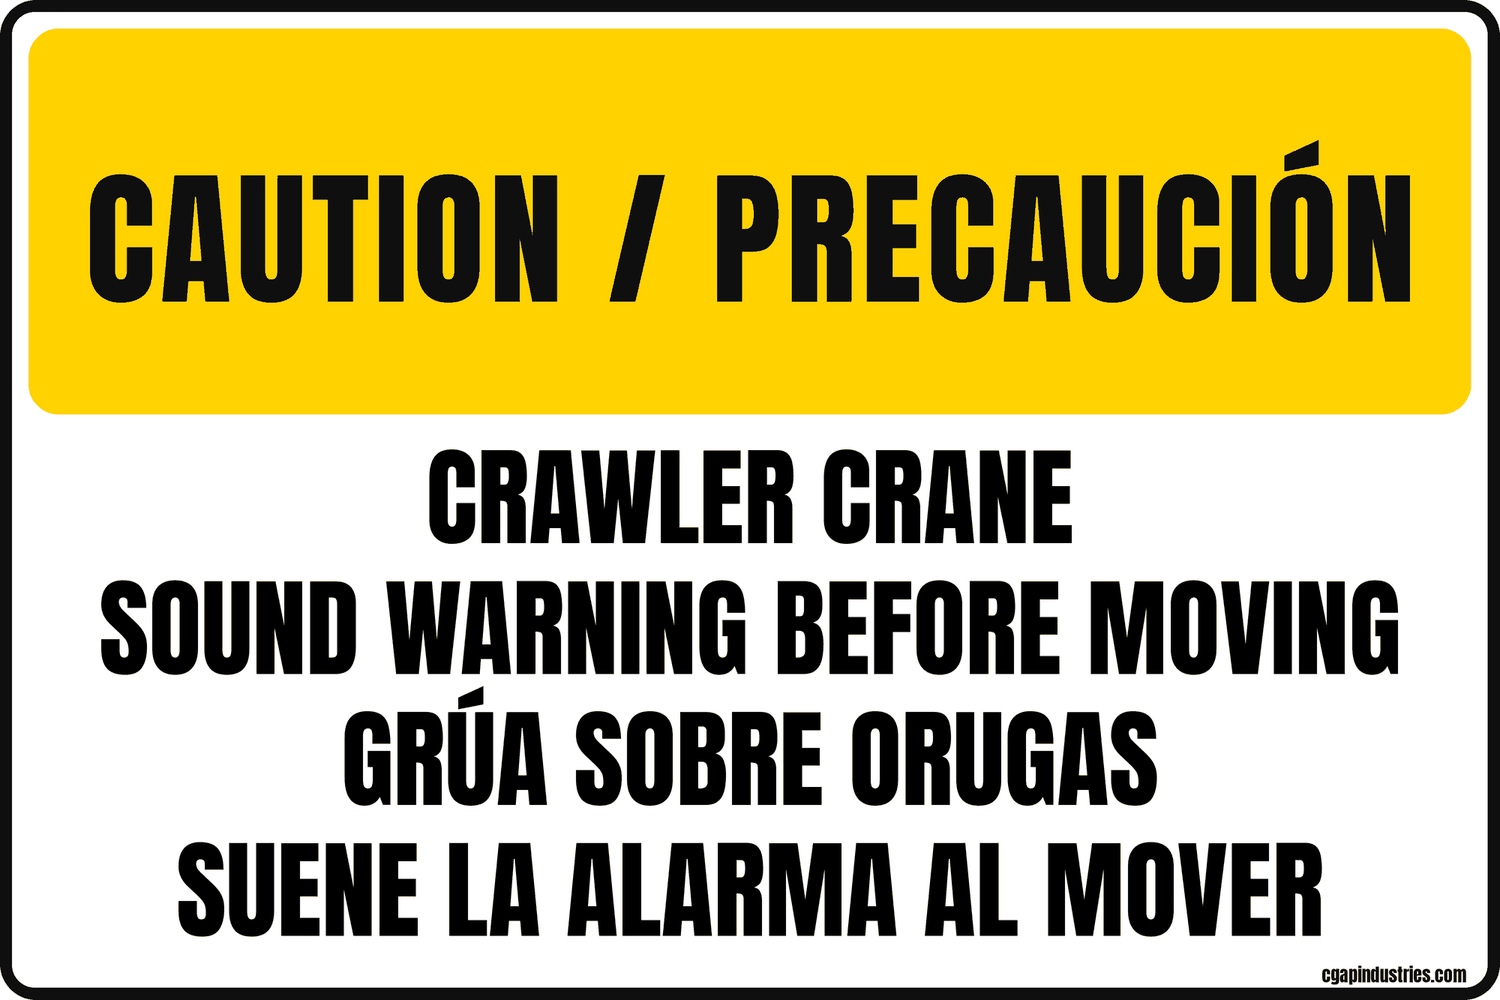 CAUTION / PRECAUCIÓN
CRAWLER CRANE
SOUND WARNING BEFORE MOVING
GRÚA SOBRE ORUGAS
SUENE LA ALARMA AL MOVER
cgapindustries.com